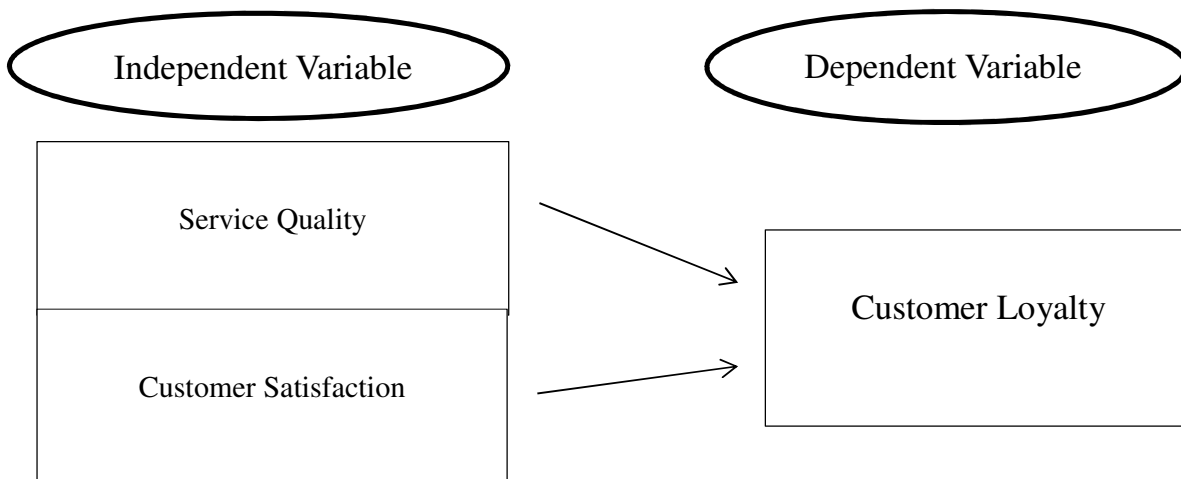 Independent Variable
Dependent Variable
Service Quality
Customer Satisfaction
Customer Loyalty